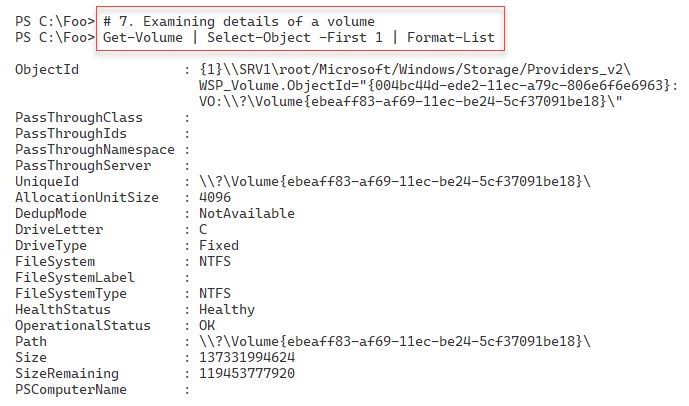 PS C:\Foo> # 7. Examining details of a volume
PS C:\Foo> Get-Volume | Select-Object -First 1 | Format-List
ObjectId : {1}\\SRV1\root/Microsoft/Windows/Storage/Providers_v2\
WSP_Volume.ObjectId="{004bc44d-ede2-11ec-a79c-806e6f6e6963}:
VO:\\?\Volume{ebeaff83-af69-11ec-be24-5cf37091be18}\"
PassThroughClass :
PassThroughIds :
PassThroughNamespace :
PassThroughServer :
UniqueId : \\?\Volume{ebeaff83-af69-11ec-be24-5cf37091be18}\
AllocationUnitSize : 4096
DedupMode : NotAvailable
DriveLetter : C
DriveType : Fixed
FileSystem : NTFS
FileSystemLabel :
FileSystemType : NTFS
HealthStatus : Healthy
OperationalStatus : OK
Path : \\?\Volume{ebeaff83-af69-11ec-be24-5cf37091be18}\
Size : 137331994624
SizeRemaining : 119453777920
PSComputerName :